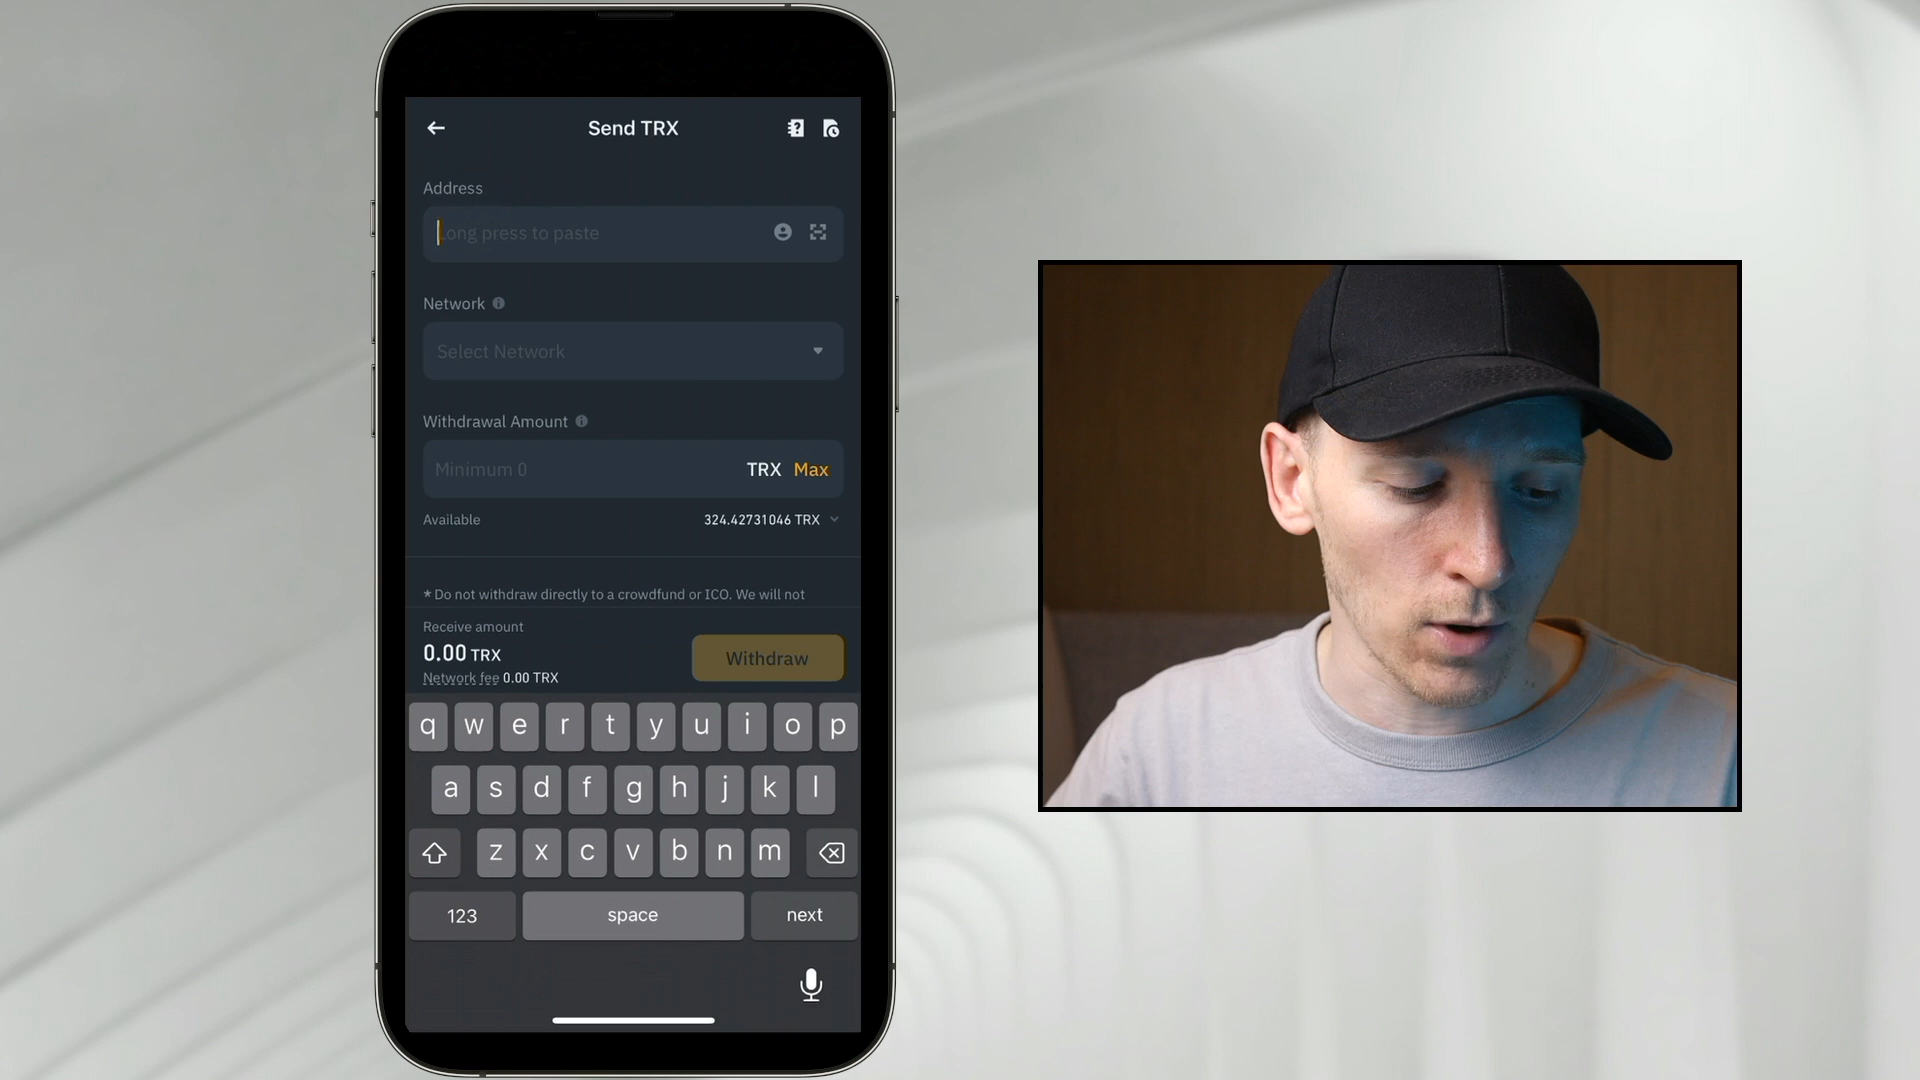 Send TRX
Address
Long press to paste
Network
Select Network
Withdrawal Amount
Minimum 0 TRX Max
Available 324.42731046 TRX
* Do not withdraw directly to a crowdfund or ICO. We will not
Receive amount
0.00 TRX
Withdraw
Network fee 0.00 TRX
q w e r t y u i o p
a s d f g h j k l
z x c v b n m
123 space next